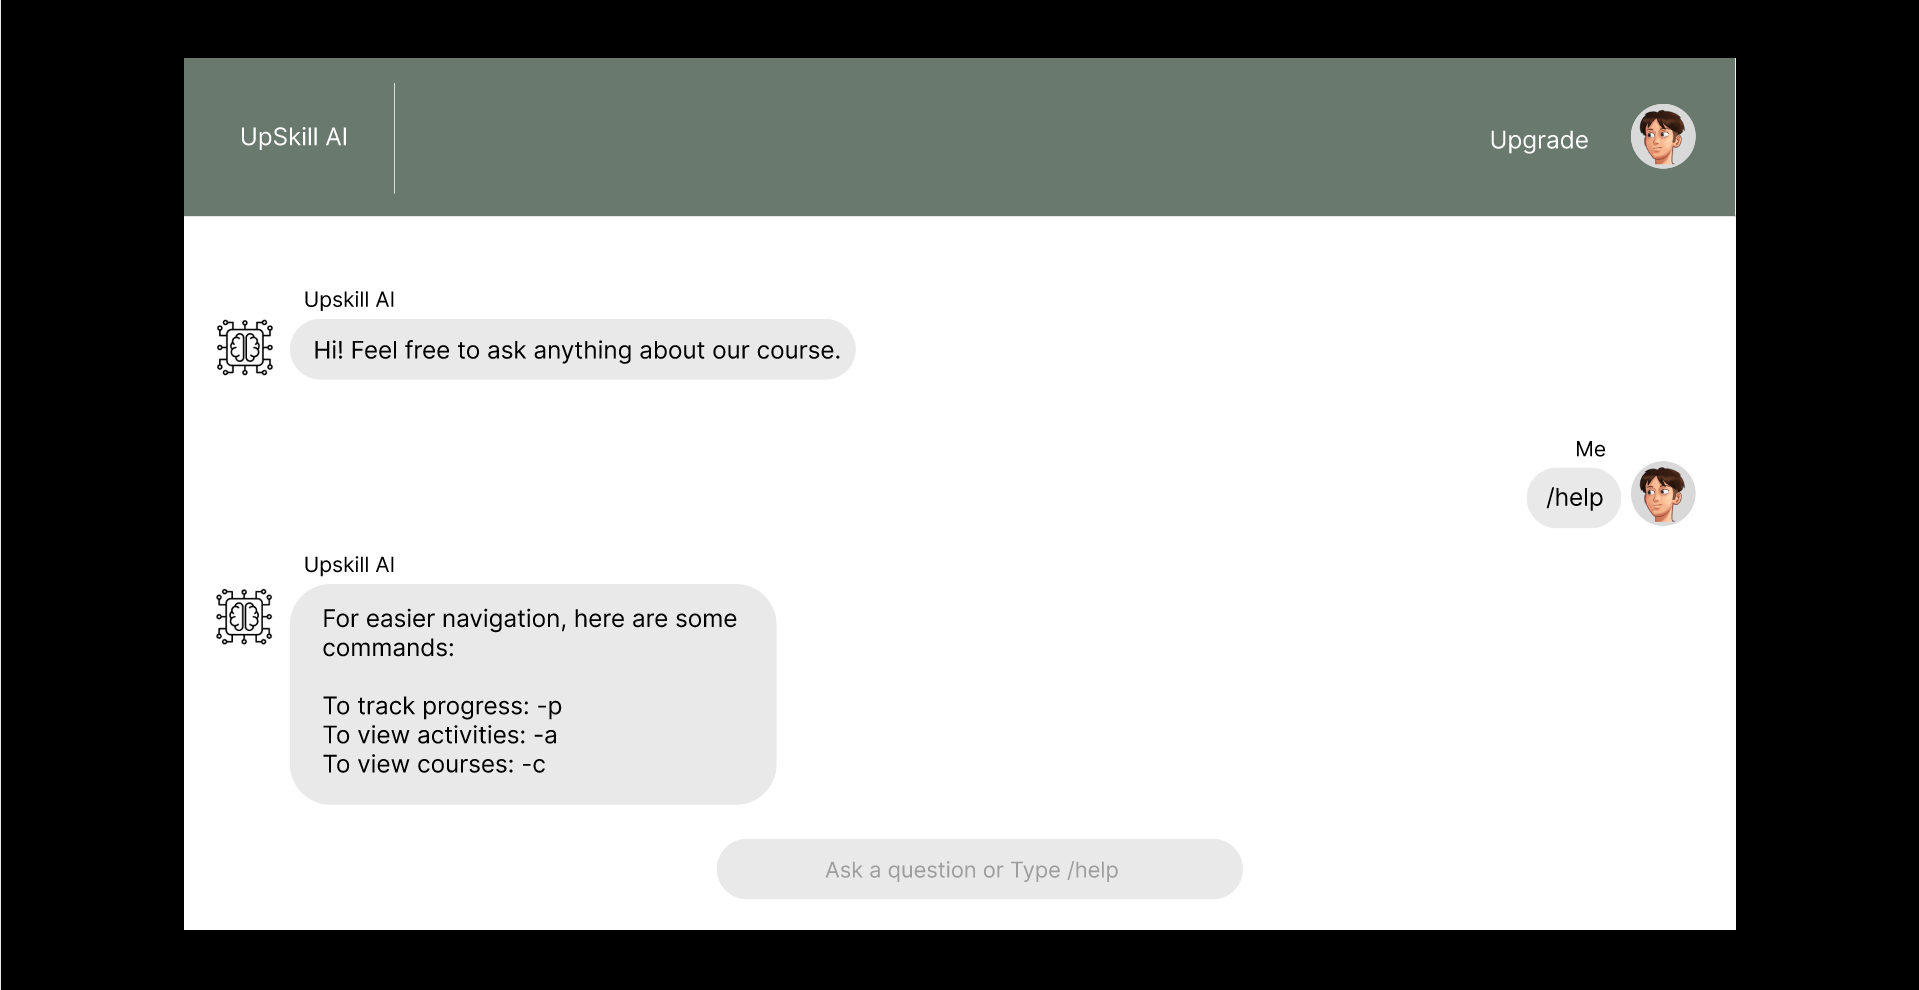 UpSkill AI
Upgrade
Upskill AI
Hi! Feel free to ask anything about our course.
Me
/help
Upskill AI
For easier navigation, here are some
commands:
To track progress: -p
To view activities: -a
To view courses: -c
Ask a question or Type /help